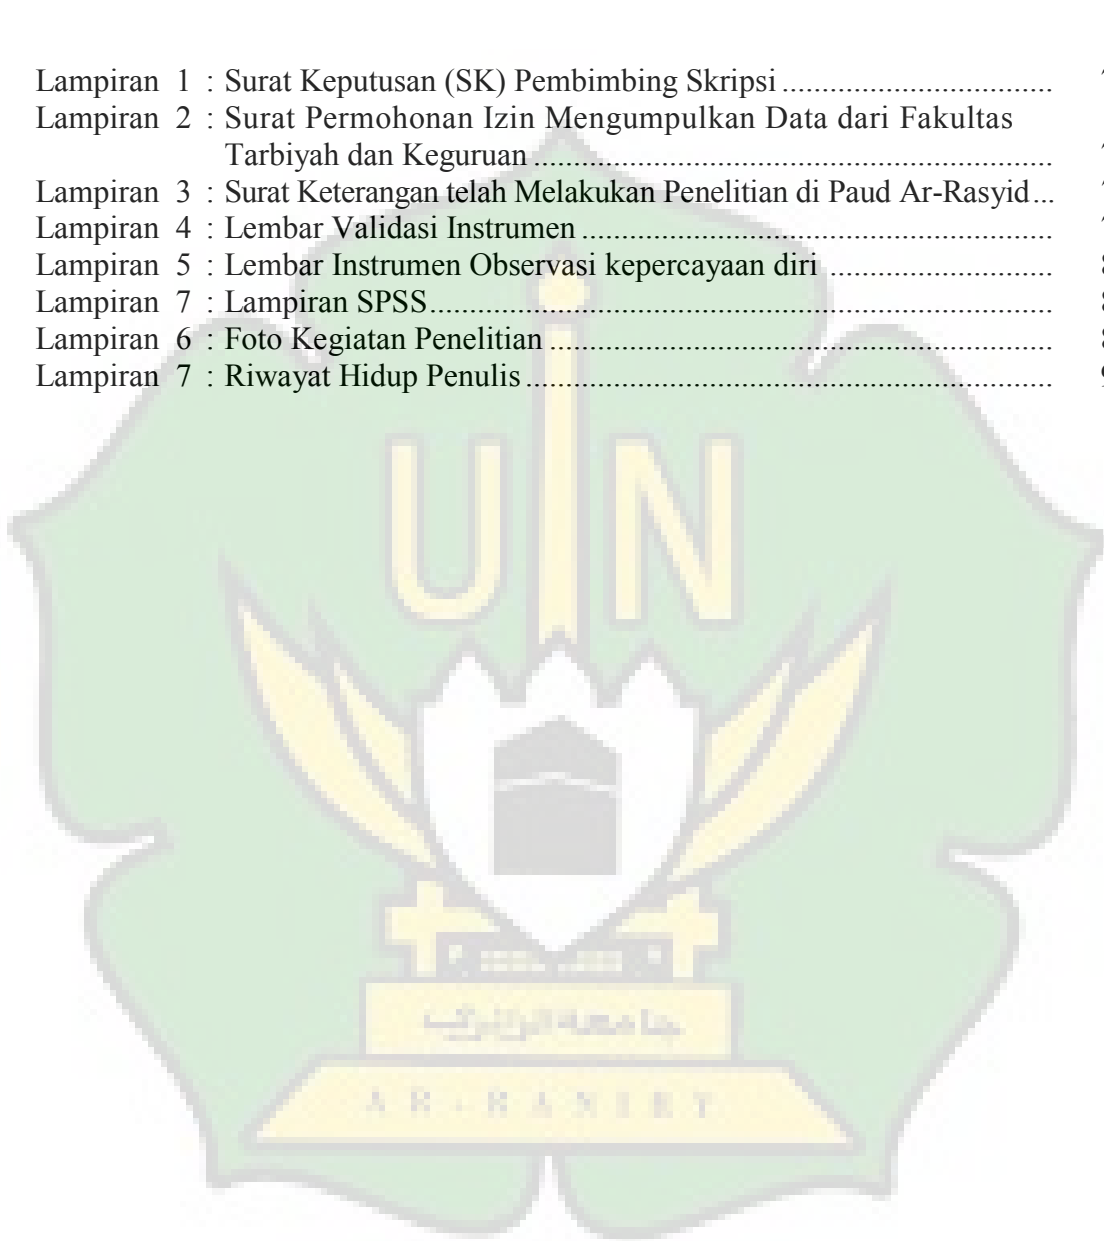 Lampiran 1 : Surat Keputusan (SK) Pembimbing Skripsi..................................
Lampiran 2 : Surat Permohonan Izin Mengumpulkan Data dari Fakultas
Tarbiyah dan Keguruan..................................................................
Lampiran 3 : Surat Keterangan telah Melakukan Penelitian di Paud Ar-Rasyid...
Lampiran 4 : Lembar Validasi Instrumen............................................................
Lampiran 5 : Lembar Instrumen Observasi kepercayaan diri............................
Lampiran 7 : Lampiran SPSS...............................................................................
Lampiran 6 : Foto Kegiatan Penelitian................................................................
Lampiran 7 : Riwayat Hidup Penulis...................................................................
UIN
جامعة الرانري
AR-RANIRY